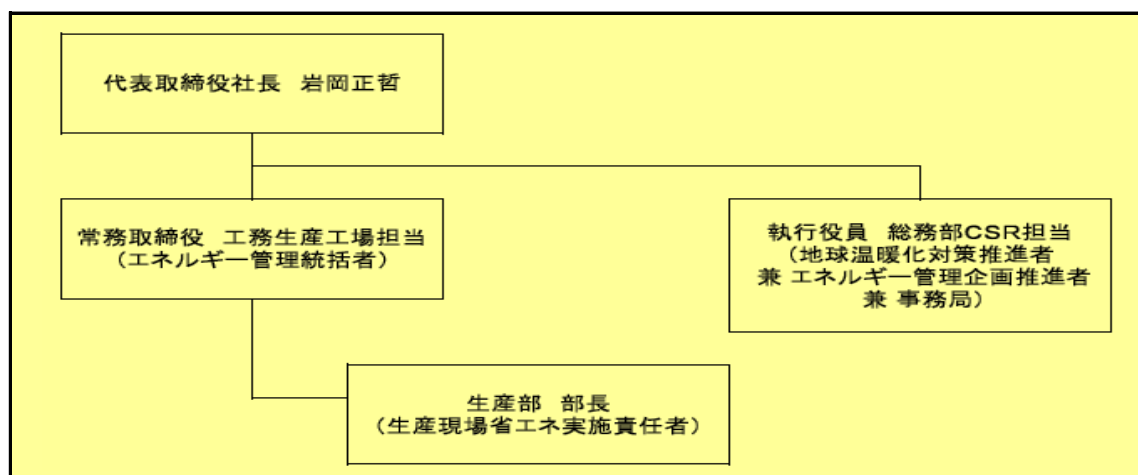 代表取締役社長 岩岡正哲
常務取締役 工務生産工場担当
（エネルギー管理統括者）
執行役員 総務部CSR担当
（地球温暖化対策推進者
兼 エネルギー管理企画推進者
兼 事務局）
生産部 部長
（生産現場省エネ実施責任者）